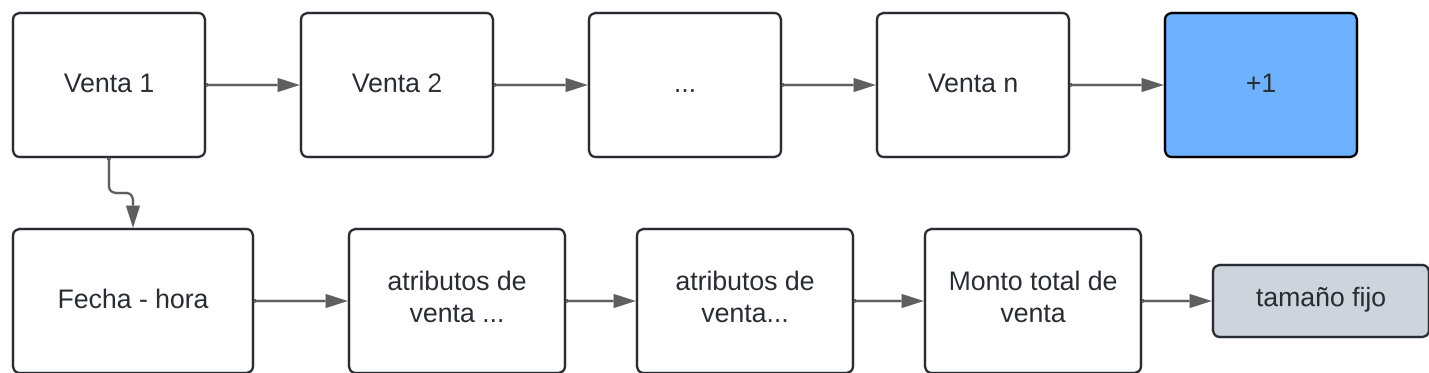 Venta 1
Venta 2
...
Venta n
+1
Fecha - hora
atributos de
venta ...
atributos de
venta...
Monto total de
venta
tamaño fijo